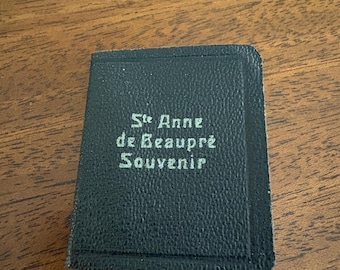 Ste Anne
de Beaupré
Souvenir